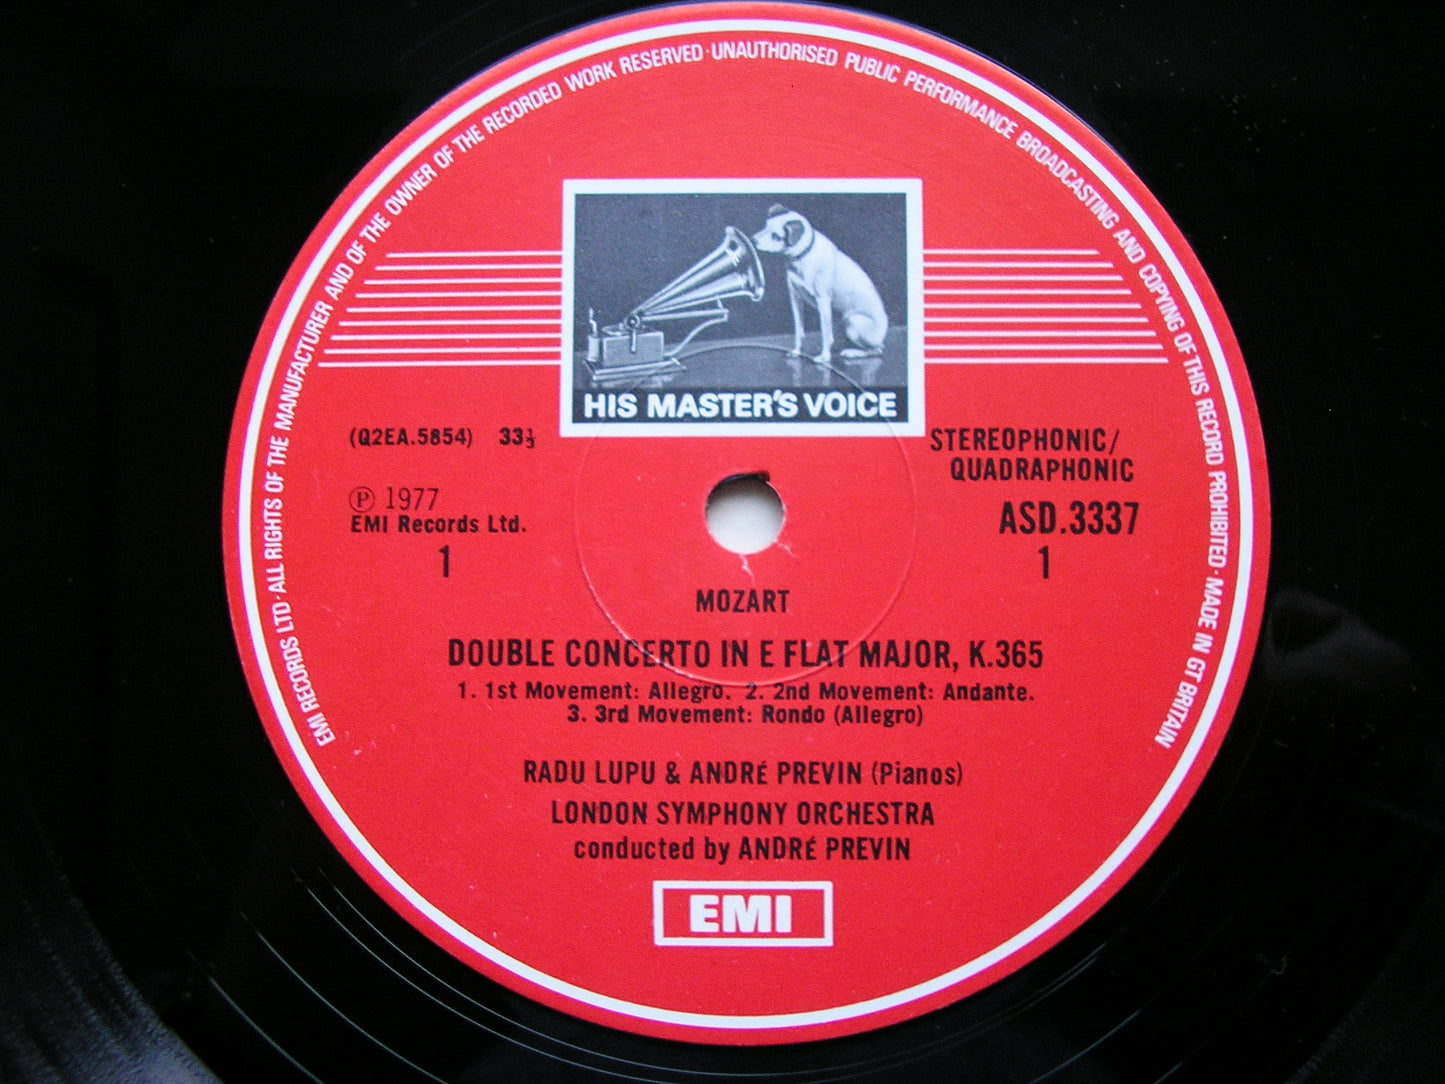 EMI RECORDS LTD · ALL RIGHTS OF THE MANUFACTURER AND OF THE OWNER OF THE RECORDED WORK RESERVED · UNAUTHORISED PUBLIC PERFORMANCE BROADCASTING AND COPYING OF THIS RECORD PROHIBITED · MADE IN GT BRITAIN
HIS MASTER'S VOICE
(Q2EA.5854) 33⅓
STEREOPHONIC/
QUADRAPHONIC
℗ 1977
EMI Records Ltd.
ASD.3337
1
1
MOZART
DOUBLE CONCERTO IN E FLAT MAJOR, K.365
1. 1st Movement: Allegro. 2. 2nd Movement: Andante.
3. 3rd Movement: Rondo (Allegro)
RADU LUPU & ANDRÉ PREVIN (Pianos)
LONDON SYMPHONY ORCHESTRA
conducted by ANDRÉ PREVIN
EMI